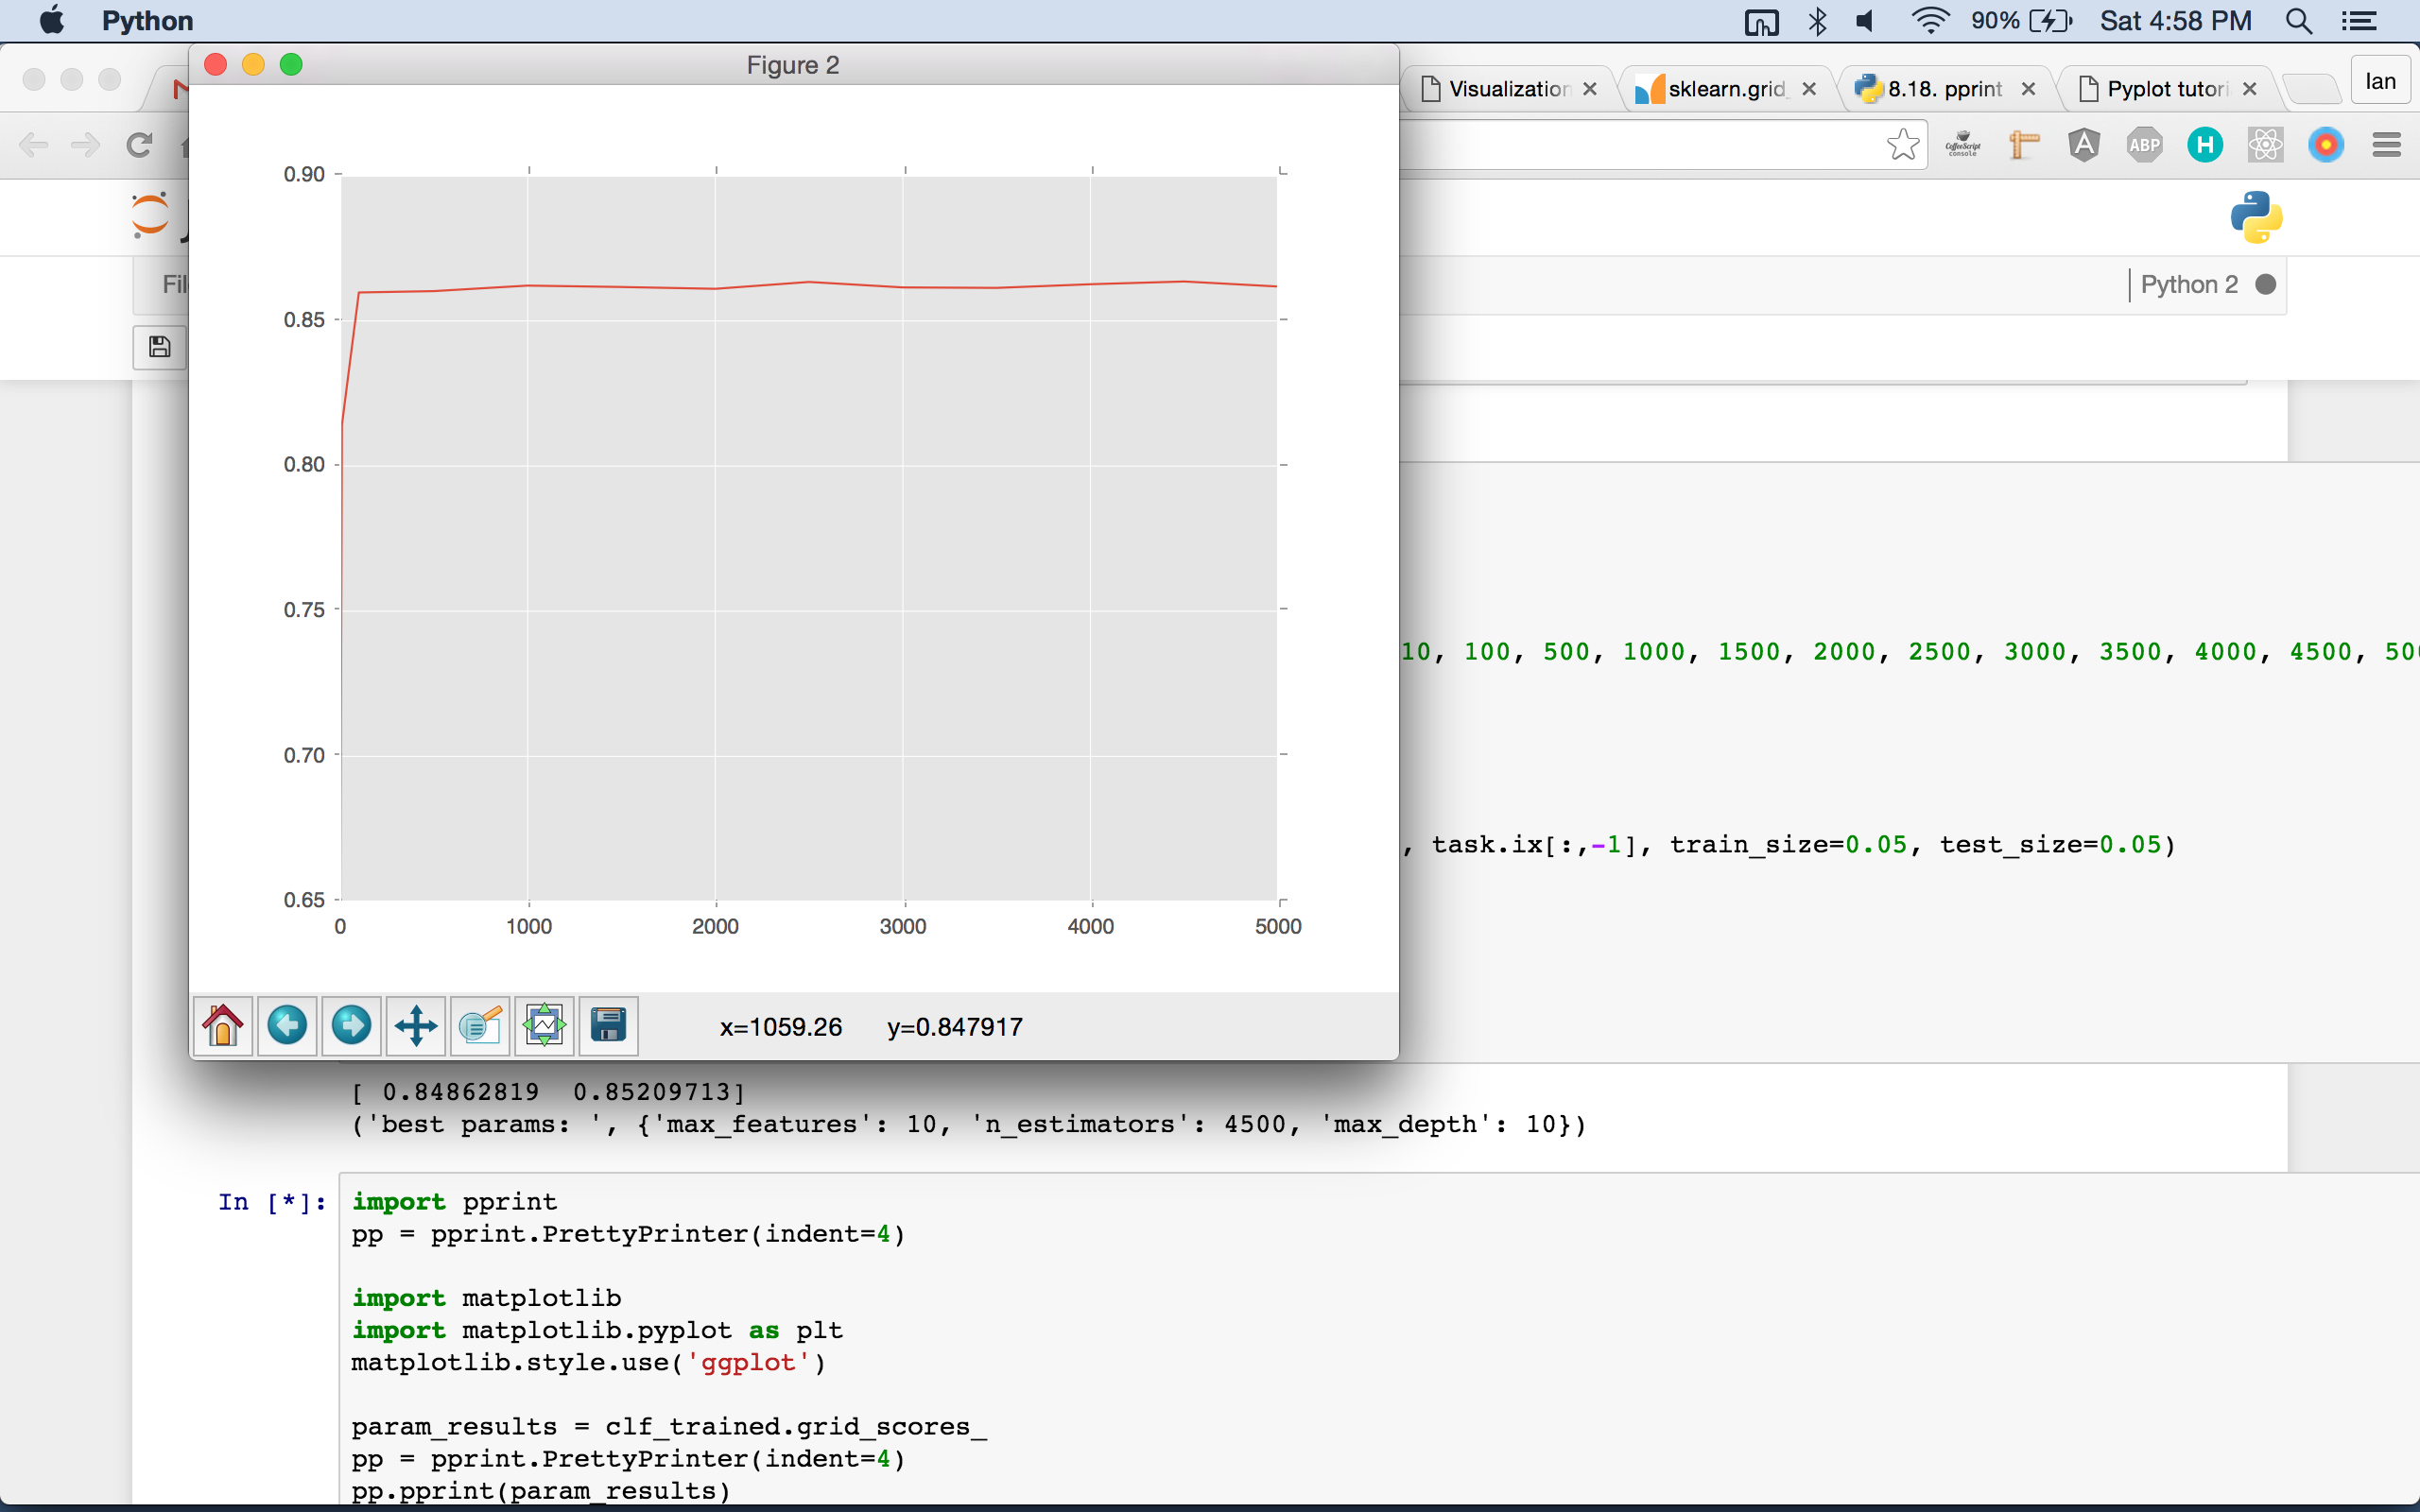 Python
90%
Sat 4:58 PM
Figure 2
Visualization
sklearn.grid_
8.18. pprint
Pyplot tutori
Ian
CoffeeScript console
ABP
H
Python 2
0.90
0.85
0.80
0.75
0.70
0.65
0 1000 2000 3000 4000 5000
10, 100, 500, 1000, 1500, 2000, 2500, 3000, 3500, 4000, 4500, 50
, task.ix[:,-1], train_size=0.05, test_size=0.05)
x=1059.26 y=0.847917
[ 0.84862819 0.85209713]
('best params: ', {'max_features': 10, 'n_estimators': 4500, 'max_depth': 10})
In [*]:
import pprint
pp = pprint.PrettyPrinter(indent=4)
import matplotlib
import matplotlib.pyplot as plt
matplotlib.style.use('ggplot')
param_results = clf_trained.grid_scores_
pp = pprint.PrettyPrinter(indent=4)
pp.pprint(param_results)